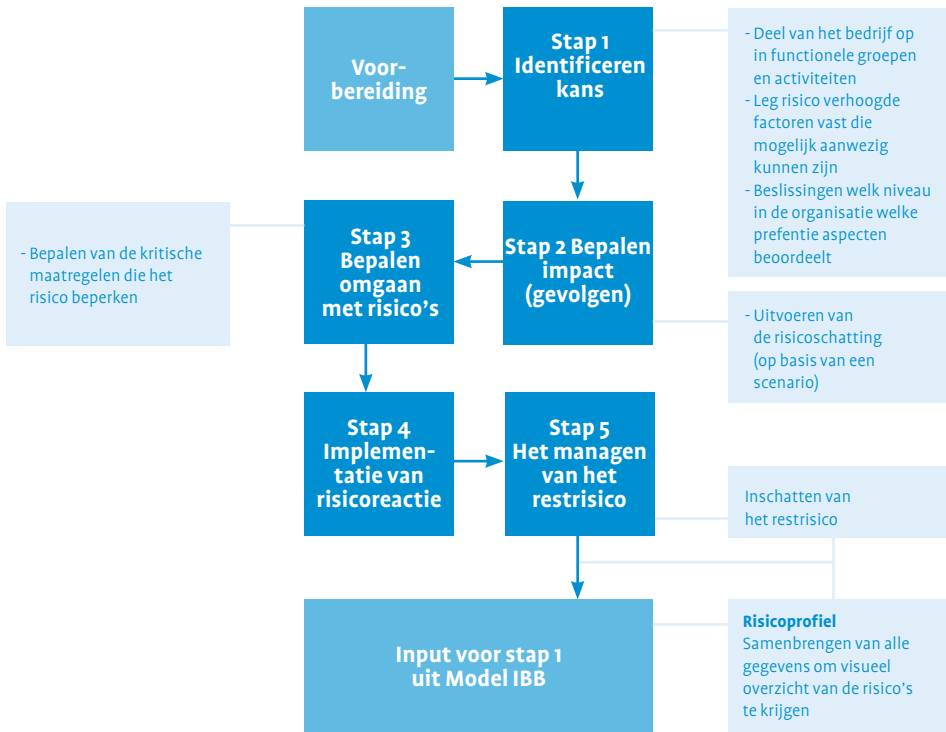 Voor-
bereiding
Stap 1
Identificeren
kans
- Deel van het bedrijf op
in functionele groepen
en activiteiten
- Leg risico verhoogde
factoren vast die
mogelijk aanwezig
kunnen zijn
- Beslissingen welk niveau
in de organisatie welke
prefentie aspecten
beoordeelt
- Bepalen van de kritische
maatregelen die het
risico beperken
Stap 3
Bepalen
omgaan
met risico's
Stap 2 Bepalen
impact
(gevolgen)
- Uitvoeren van
de risicoschatting
(op basis van een
scenario)
Stap 4
Implemen-
tatie van
risicoreactie
Stap 5
Het managen
van het
restrisico
Inschatten van
het restrisico
Input voor stap 1
uit Model IBB
Risicoprofiel
Samenbrengen van alle
gegevens om visueel
overzicht van de risico's
te krijgen